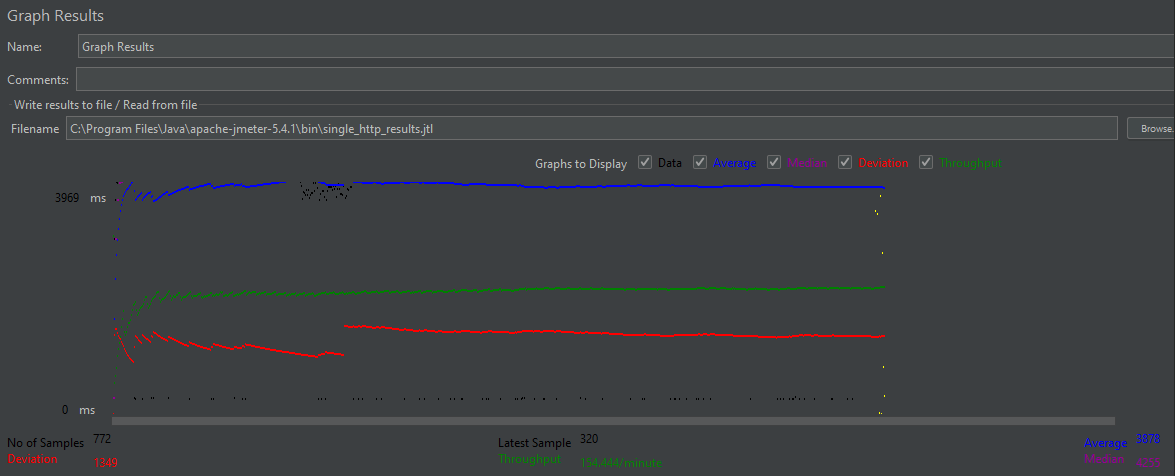 Graph Results
Name: Graph Results
Comments:
Write results to file / Read from file
Filename C:\Program Files\Java\apache-jmeter-5.4.1\bin\single_http_results.jtl Browse.
Graphs to Display Data Average Median Deviation Throughput
3969 ms
0 ms
No of Samples 772 Latest Sample 320 Average 3878
Deviation 1349 Throughput 154.444/minute Median 4235